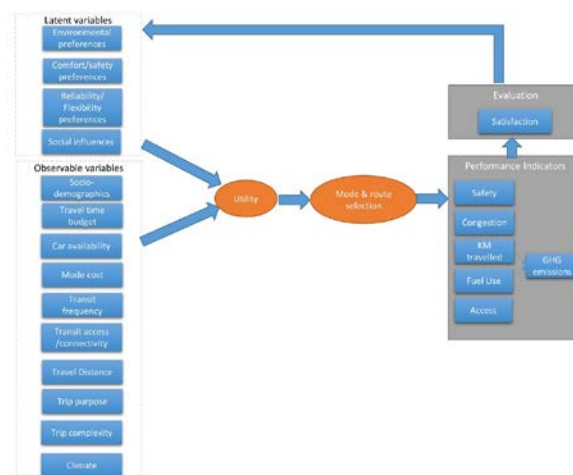 Latent variables
Environmental
preferences
Comfort/safety
preferences
Reliability/
Flexibility
preferences
Social influences
Observable variables
Socio-
demographics
Travel time
budget
Car availability
Mode cost
Transit
frequency
Transit access
/connectivity
Travel Distance
Trip purpose
Trip complexity
Climate
Utility
Mode & route
selection
Evaluation
Satisfaction
Performance Indicators
Safety
Congestion
KM
travelled
Fuel Use
Access
GHG
emissions